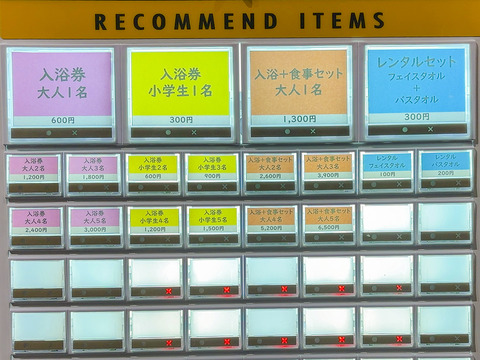 RECOMMEND ITEMS
入浴券
大人1名
600円
入浴券
小学生1名
300円
入浴+食事セット
大人1名
1,300円
レンタルセット
フェイスタオル
+
バスタオル
300円
入浴券
大人2名
1,200円
入浴券
大人3名
1,800円
入浴券
小学生2名
600円
入浴券
小学生3名
900円
入浴+食事セット
大人2名
2,600円
入浴+食事セット
大人3名
3,900円
レンタル
フェイスタオル
100円
レンタル
バスタオル
200円
入浴券
大人4名
2,400円
入浴券
大人5名
3,000円
入浴券
小学生4名
1,200円
入浴券
小学生5名
1,500円
入浴+食事セット
大人4名
5,200円
入浴+食事セット
大人5名
6,500円